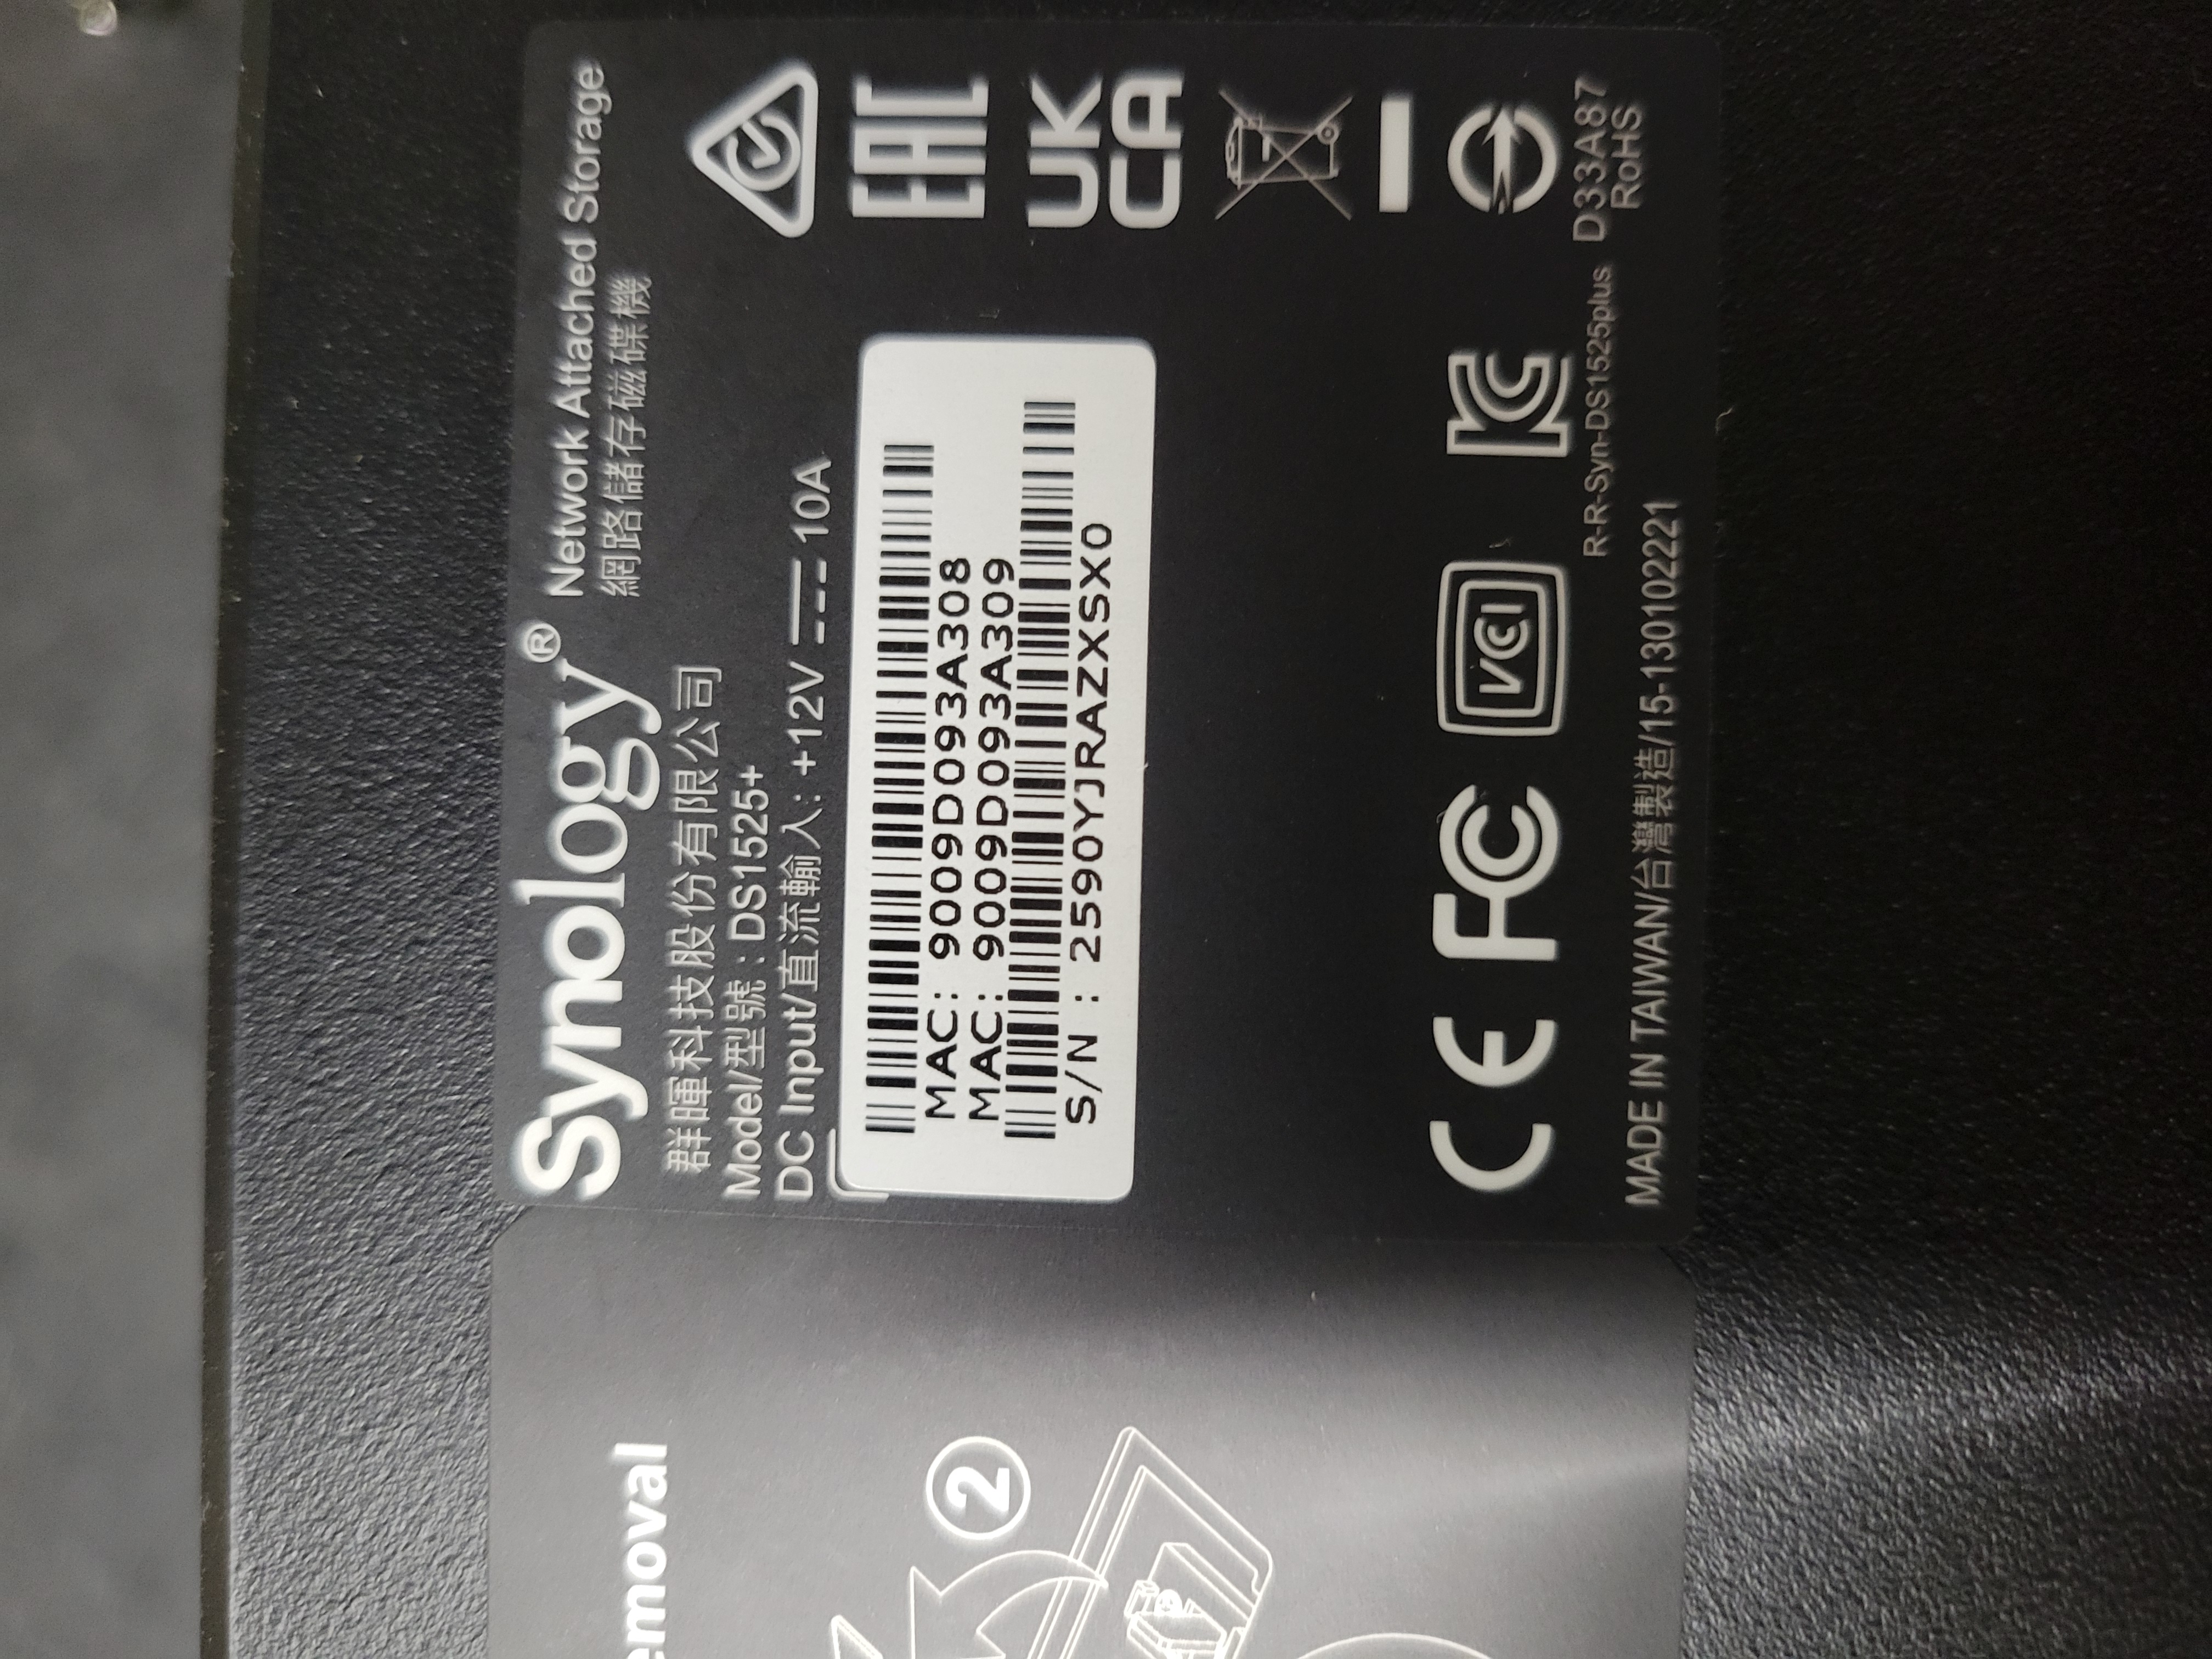 Synology®
Network Attached Storage
網路儲存磁碟機
群暉科技股份有限公司
Model/型號 : DS1525+
DC Input/直流輸入: +12V 10A
MAC: 9009D093A308
MAC: 9009D093A309
S/N : 2590YJRAZXSX0
EAC
UK
CA
CE FC VCI KC
R-R-Syn-DS1525plus
D33A87
RoHS
MADE IN TAIWAN/台灣製造/15-130102221
emoval
2